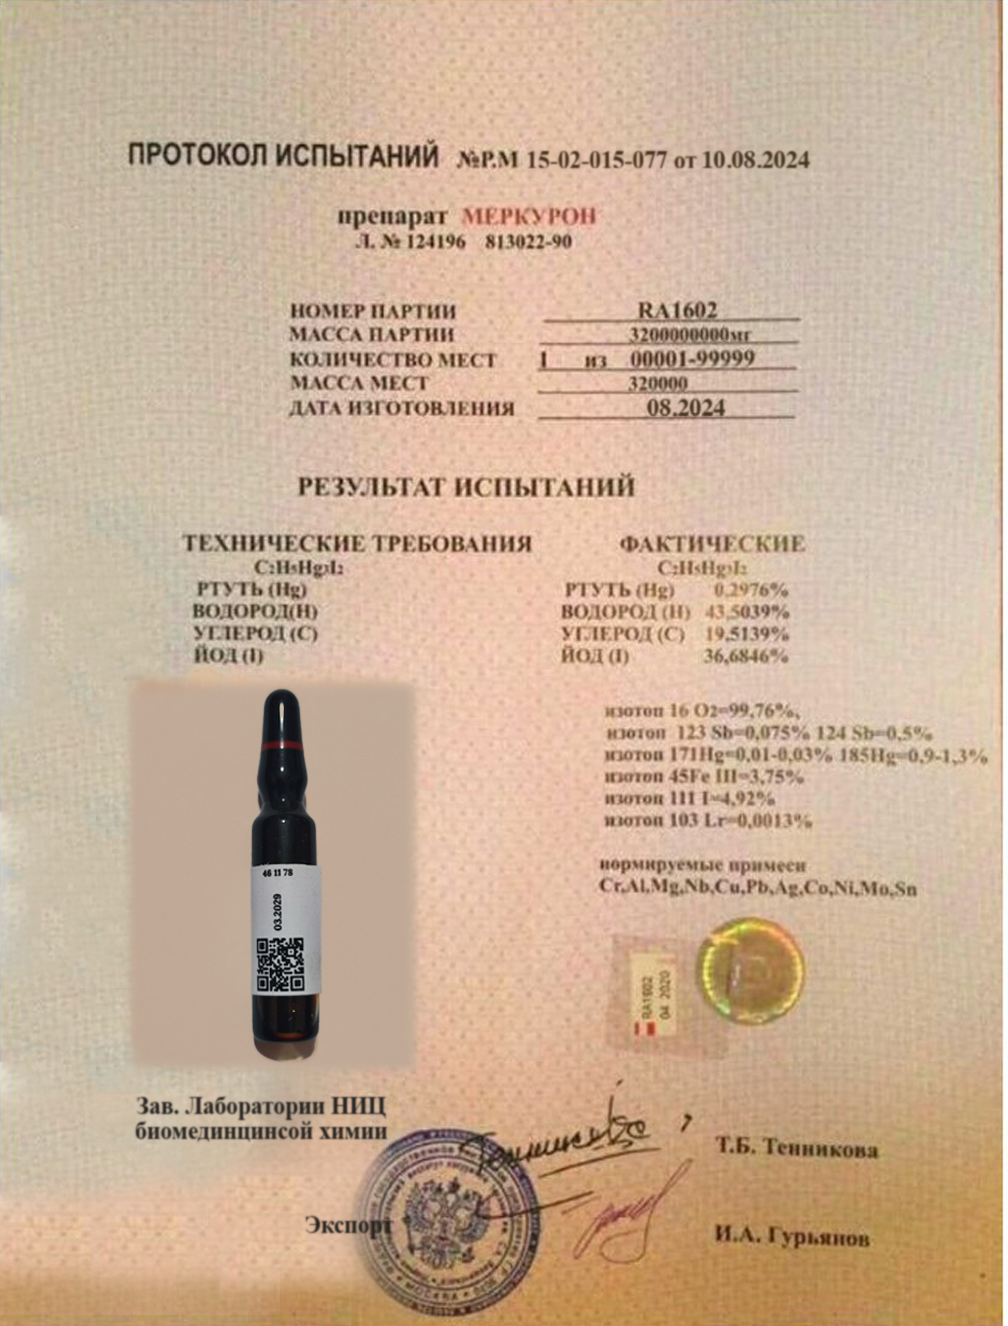 ПРОТОКОЛ ИСПЫТАНИЙ №Р.М 15-02-015-077 от 10.08.2024
препарат МЕРКУРОН
Л. № 124196 813022-90
НОМЕР ПАРТИИ RA1602
МАССА ПАРТИИ 3200000000мг
КОЛИЧЕСТВО МЕСТ 1 из 00001-99999
МАССА МЕСТ 320000
ДАТА ИЗГОТОВЛЕНИЯ 08.2024
РЕЗУЛЬТАТ ИСПЫТАНИЙ
ТЕХНИЧЕСКИЕ ТРЕБОВАНИЯ
C₂H₅Hg₃I₂
РТУТЬ (Hg)
ВОДОРОД(H)
УГЛЕРОД (C)
ЙОД (I)
ФАКТИЧЕСКИЕ
C₂H₅Hg₃I₂
РТУТЬ (Hg) 0,2976%
ВОДОРОД (H) 43,5039%
УГЛЕРОД (C) 19,5139%
ЙОД (I) 36,6846%
изотоп 16 O2=99,76%,
изотоп 123 Sb=0,075% 124 Sb=0,5%
изотоп 171Hg=0,01-0,03% 185Hg=0,9-1,3%
изотоп 45Fe III=3,75%
изотоп 111 I=4,92%
изотоп 103 Lr=0,0013%
нормируемые примеси
Cr,Al,Mg,Nb,Cu,Pb,Ag,Co,Ni,Mo,Sn
46 11 78
03.2029
RA1602
04 2020
Зав. Лаборатории НИЦ
биомединцинсой химии
Т.Б. Тенникова
Экспорт
И.А. Гурьянов
МОСКВА